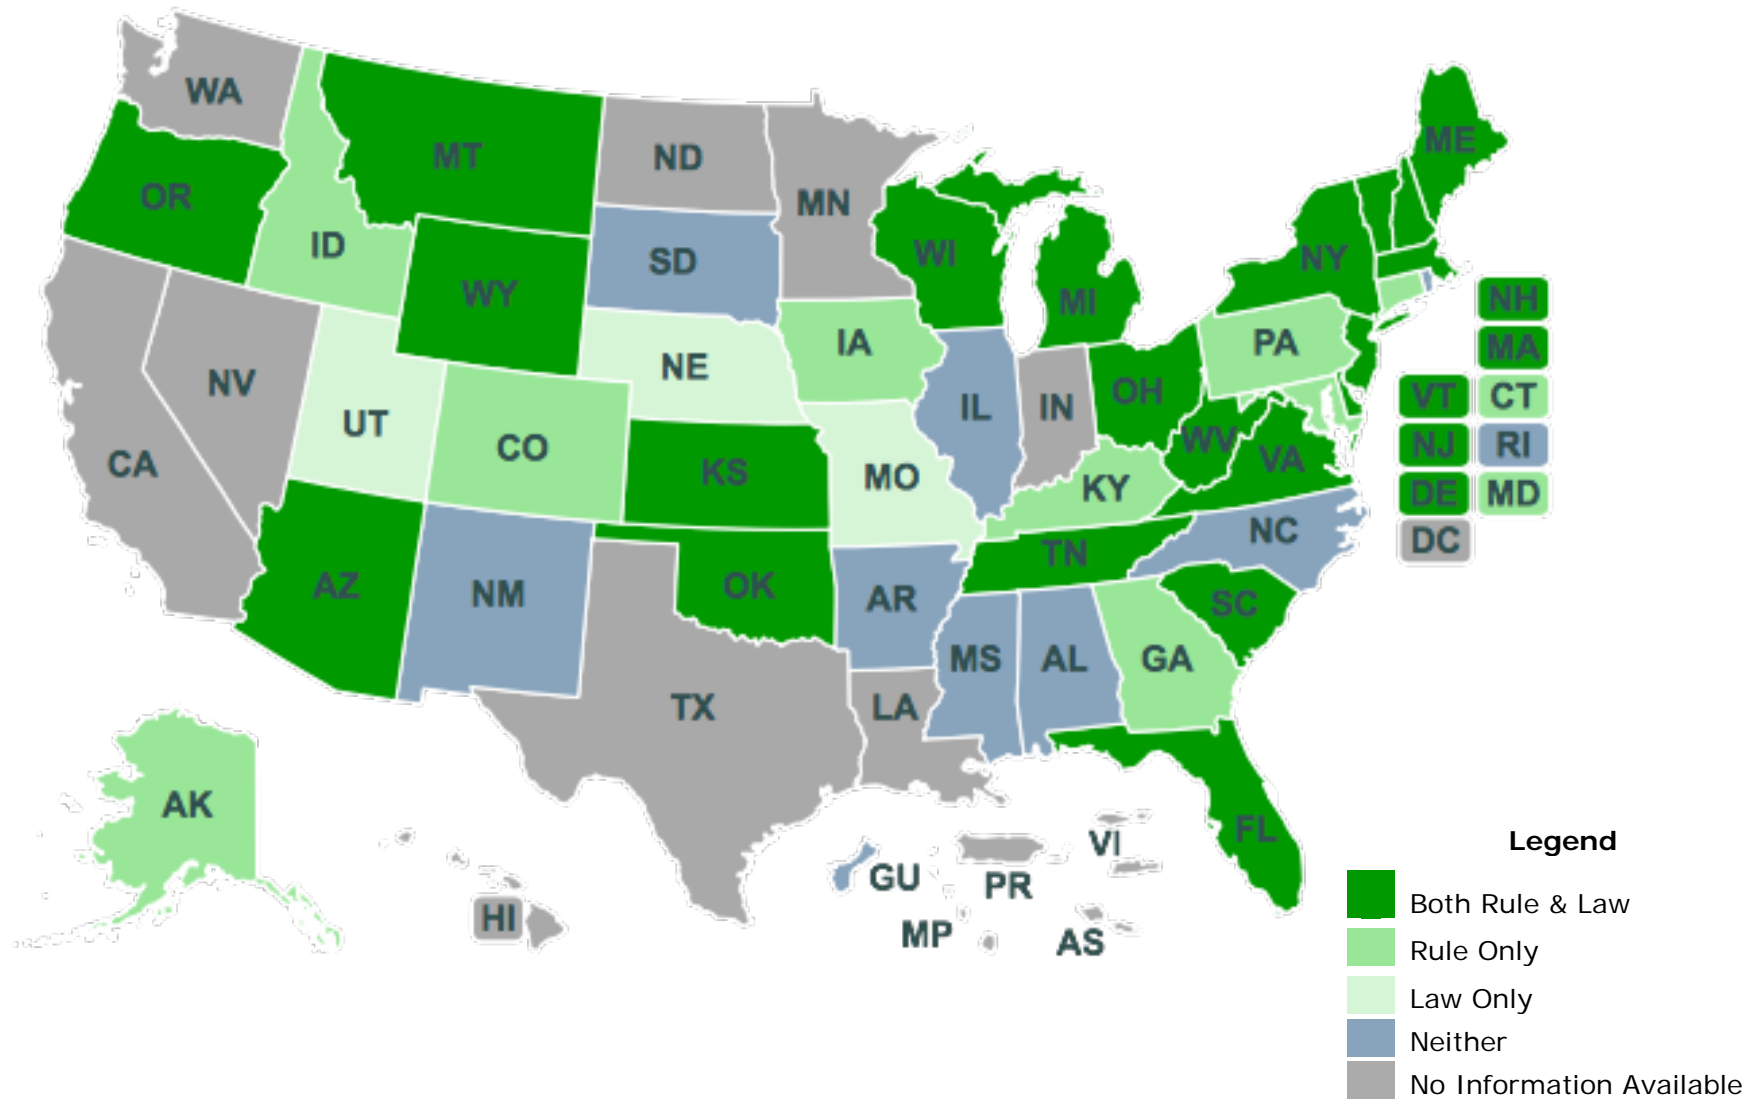 WA
MT
ND
MN
ME
OR
ID
SD
WI
NY
WY
MI
NH
NE
IA
PA
MA
NV
UT
CO
IL
IN
OH
VT
CT
CA
KS
MO
KY
WV
VA
NJ
RI
DE
MD
AZ
NM
OK
AR
TN
NC
DC
SC
TX
LA
MS
AL
GA
AK
FL
HI
GU
PR
VI
MP
AS
Legend
Both Rule & Law
Rule Only
Law Only
Neither
No Information Available